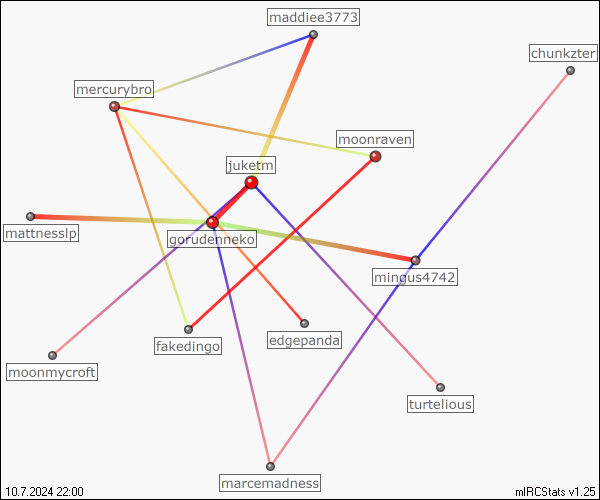 maddiee3773
chunkzter
mercurybro
moonraven
juketm
mattnesslp
gorudenneko
mingus4742
edgepanda
fakedingo
moonmycroft
turtelious
marcemadness
10.7.2024 22:00
mIRCStats v1.25